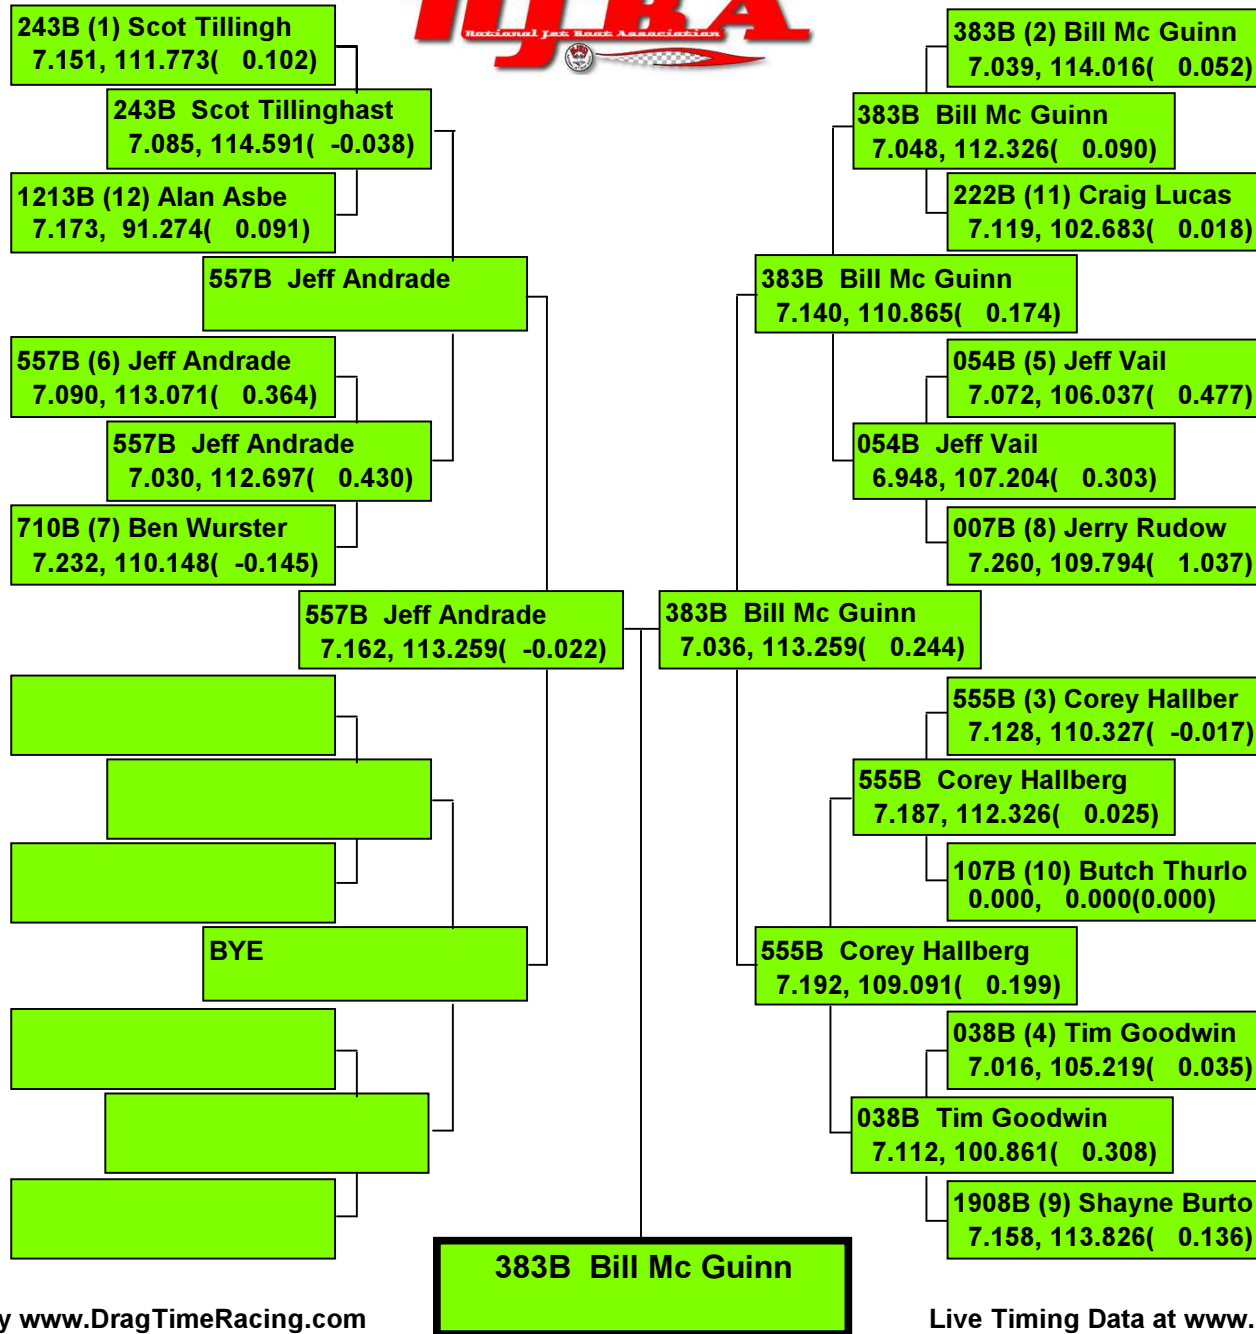 NJBA
National Jet Boat Association
243B (1) Scot Tillingh
7.151, 111.773(   0.102)
243B  Scot Tillinghast
7.085, 114.591(  -0.038)
1213B (12) Alan Asbe
7.173,  91.274(   0.091)
557B  Jeff Andrade
557B (6) Jeff Andrade
7.090, 113.071(   0.364)
557B  Jeff Andrade
7.030, 112.697(   0.430)
710B (7) Ben Wurster
7.232, 110.148(  -0.145)
557B  Jeff Andrade
7.162, 113.259(  -0.022)
BYE
383B (2) Bill Mc Guinn
7.039, 114.016(   0.052)
383B  Bill Mc Guinn
7.048, 112.326(   0.090)
222B (11) Craig Lucas
7.119, 102.683(   0.018)
383B  Bill Mc Guinn
7.140, 110.865(   0.174)
054B (5) Jeff Vail
7.072, 106.037(   0.477)
054B  Jeff Vail
6.948, 107.204(   0.303)
007B (8) Jerry Rudow
7.260, 109.794(   1.037)
383B  Bill Mc Guinn
7.036, 113.259(   0.244)
555B (3) Corey Hallber
7.128, 110.327(  -0.017)
555B  Corey Hallberg
7.187, 112.326(   0.025)
107B (10) Butch Thurlo
0.000,   0.000(0.000)
555B  Corey Hallberg
7.192, 109.091(   0.199)
038B (4) Tim Goodwin
7.016, 105.219(   0.035)
038B  Tim Goodwin
7.112, 100.861(   0.308)
1908B (9) Shayne Burto
7.158, 113.826(   0.136)
383B  Bill Mc Guinn
y www.DragTimeRacing.com
Live Timing Data at www.